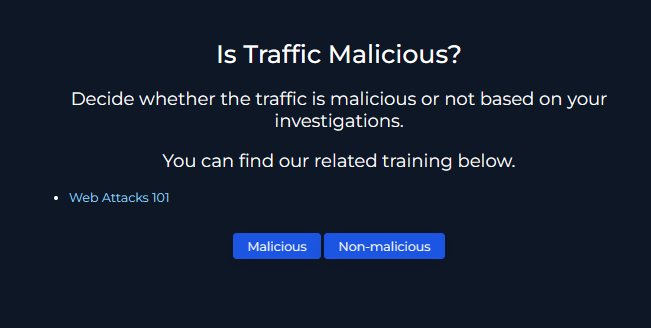 Is Traffic Malicious?
Decide whether the traffic is malicious or not based on your
investigations.
You can find our related training below.
Web Attacks 101
Malicious
Non-malicious